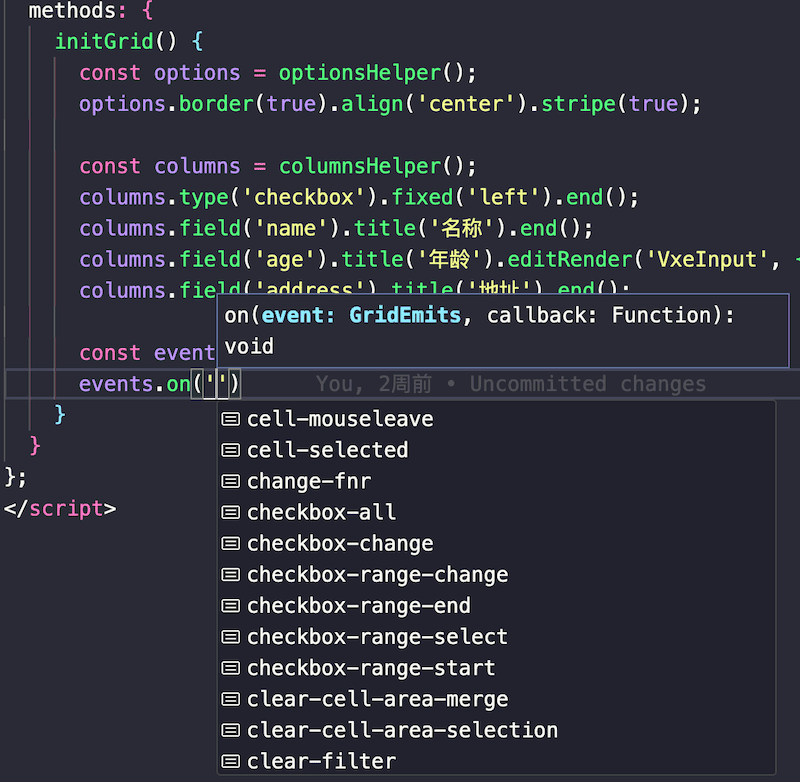 methods: {
initGrid() {
const options = optionsHelper();
options.border(true).align('center').stripe(true);
const columns = columnsHelper();
columns.type('checkbox').fixed('left').end();
columns.field('name').title('名称').end();
columns.field('age').title('年龄').editRender('VxeInput', {
columns.field('address').title('地址').end();
on(event: GridEmits, callback: Function):
void
const event
events.on('') You, 2周前 • Uncommitted changes
}
}
};
</script>
cell-mouseleave
cell-selected
change-fnr
checkbox-all
checkbox-change
checkbox-range-change
checkbox-range-end
checkbox-range-select
checkbox-range-start
clear-cell-area-merge
clear-cell-area-selection
clear-filter